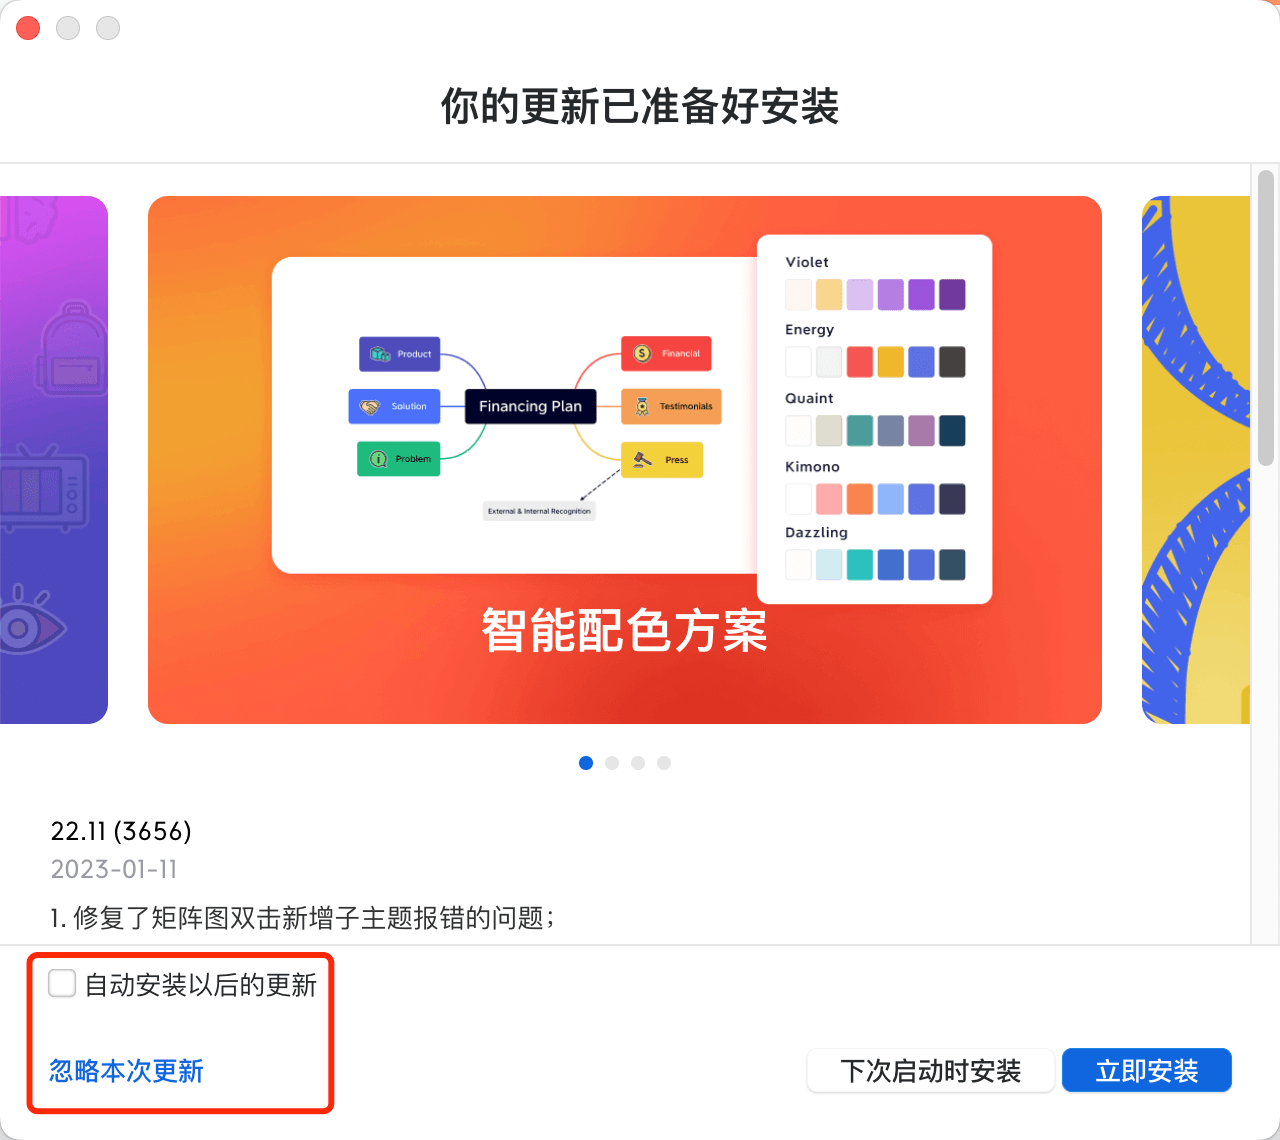 你的更新已准备好安装
Violet
Energy
Quaint
Kimono
Dazzling
Product
Solution
Problem
Financing Plan
Financial
Testimonials
Press
External & Internal Recognition
智能配色方案
22.11 (3656)
2023-01-11
1. 修复了矩阵图双击新增子主题报错的问题；
自动安装以后的更新
忽略本次更新
下次启动时安装
立即安装